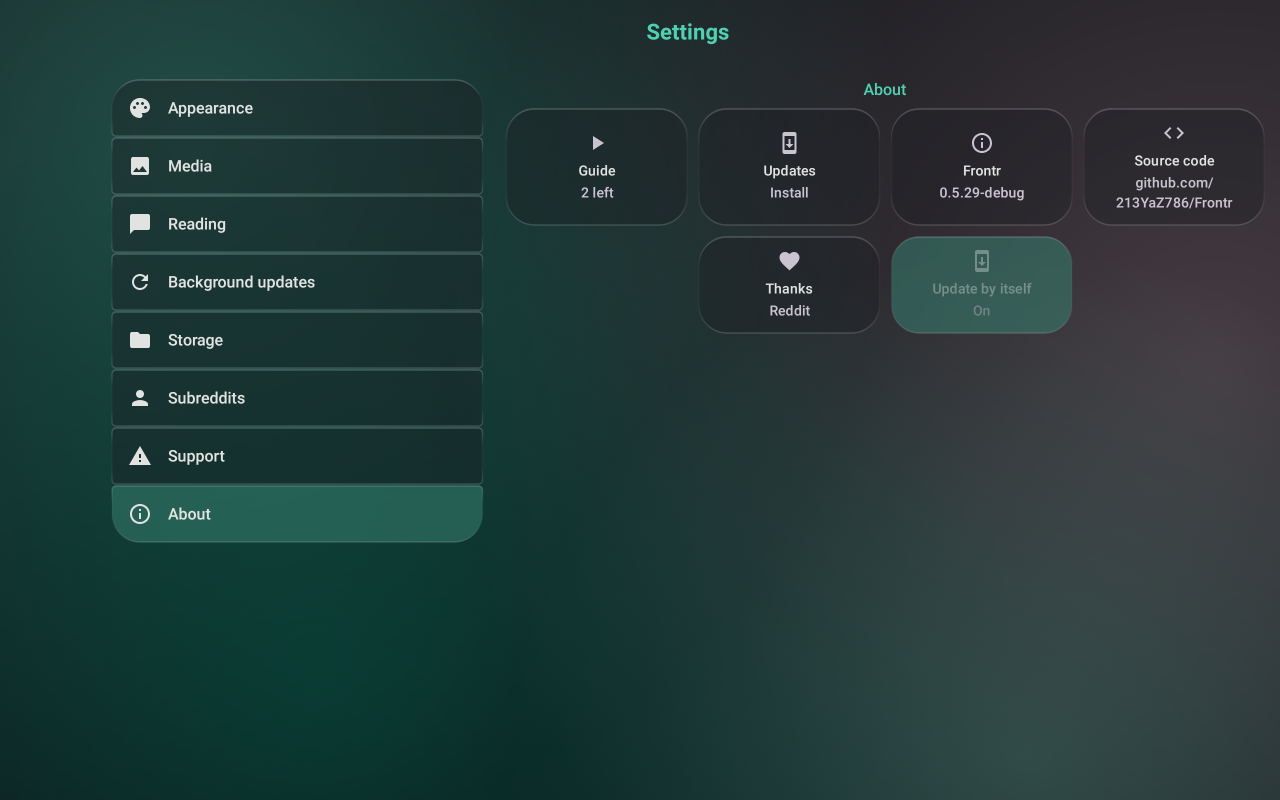 Settings
Appearance
Media
Reading
Background updates
Storage
Subreddits
Support
About
About
Guide
2 left
Updates
Install
Frontr
0.5.29-debug
Source code
github.com/
213YaZ786/Frontr
Thanks
Reddit
Update by itself
On